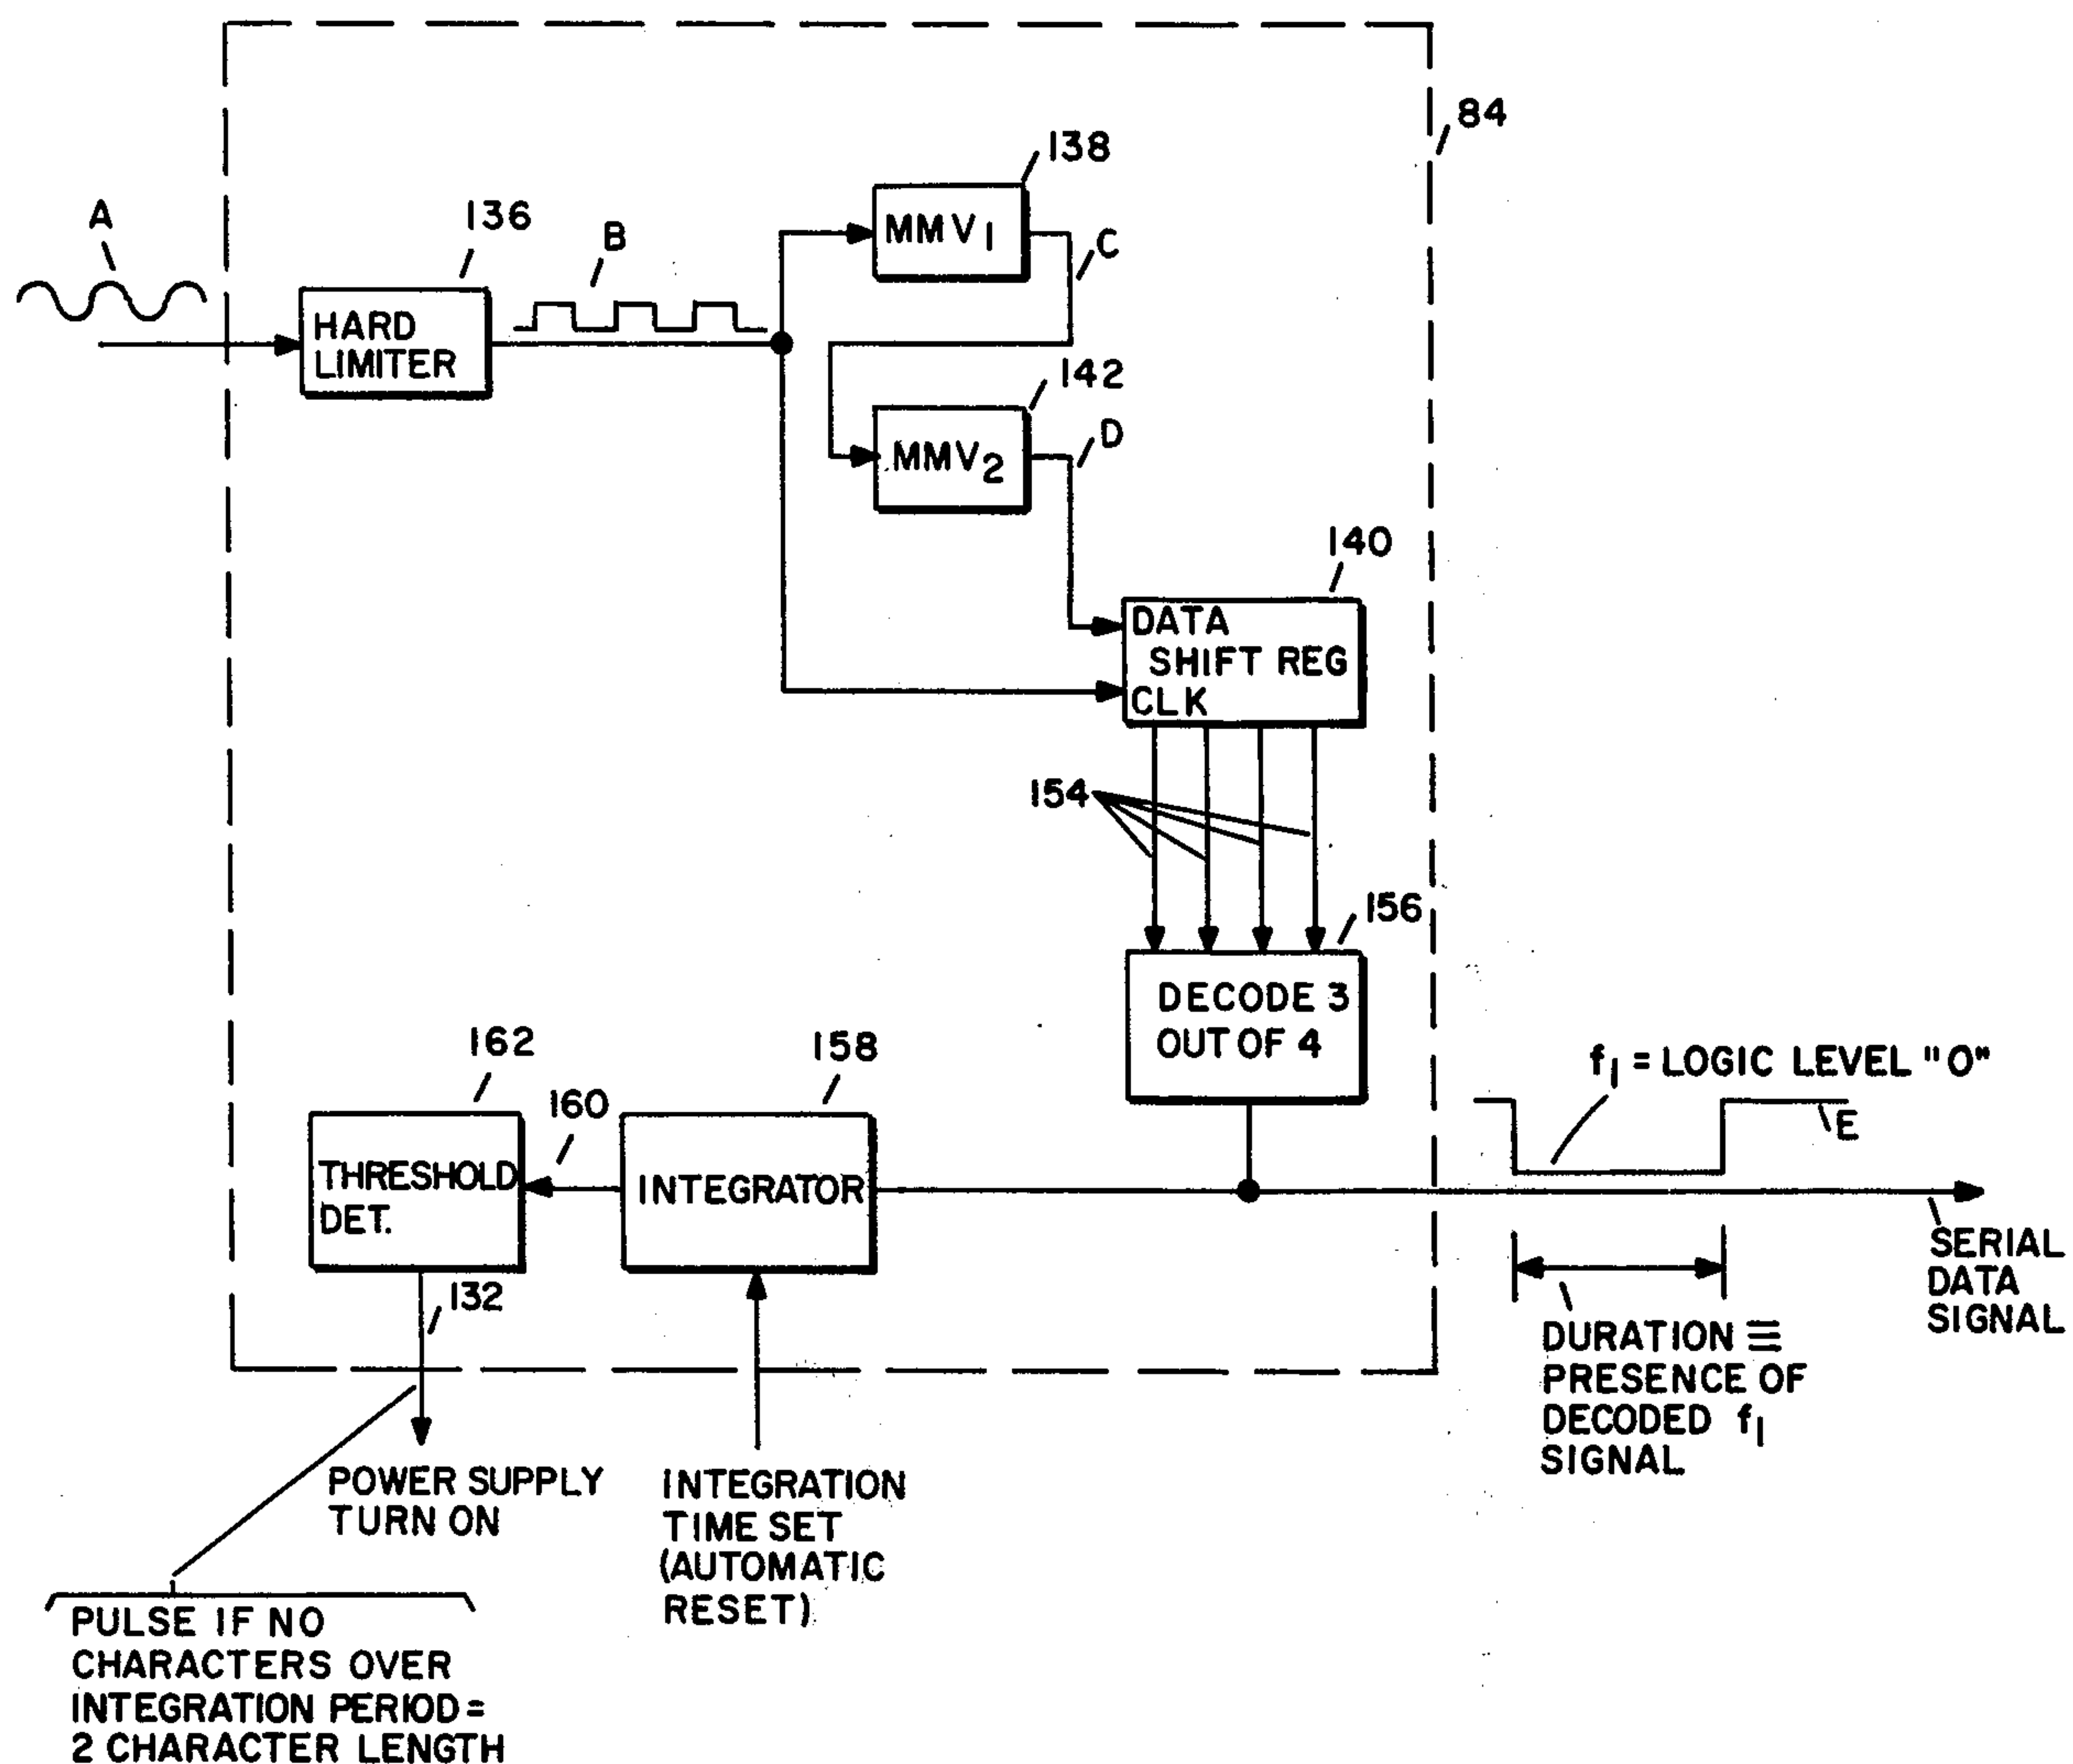 84
138
A
136
B
MMV1
C
HARD
LIMITER
142
D
MMV2
140
DATA
SHIFT REG
CLK
154
156
DECODE 3
OUT OF 4
162
158
f1 = LOGIC LEVEL "0"
160
E
THRESHOLD
DET.
INTEGRATOR
132
SERIAL
DATA
SIGNAL
DURATION ≡
PRESENCE OF
DECODED f1
SIGNAL
POWER SUPPLY
TURN ON
INTEGRATION
TIME SET
(AUTOMATIC
RESET)
PULSE IF NO
CHARACTERS OVER
INTEGRATION PERIOD =
2 CHARACTER LENGTH